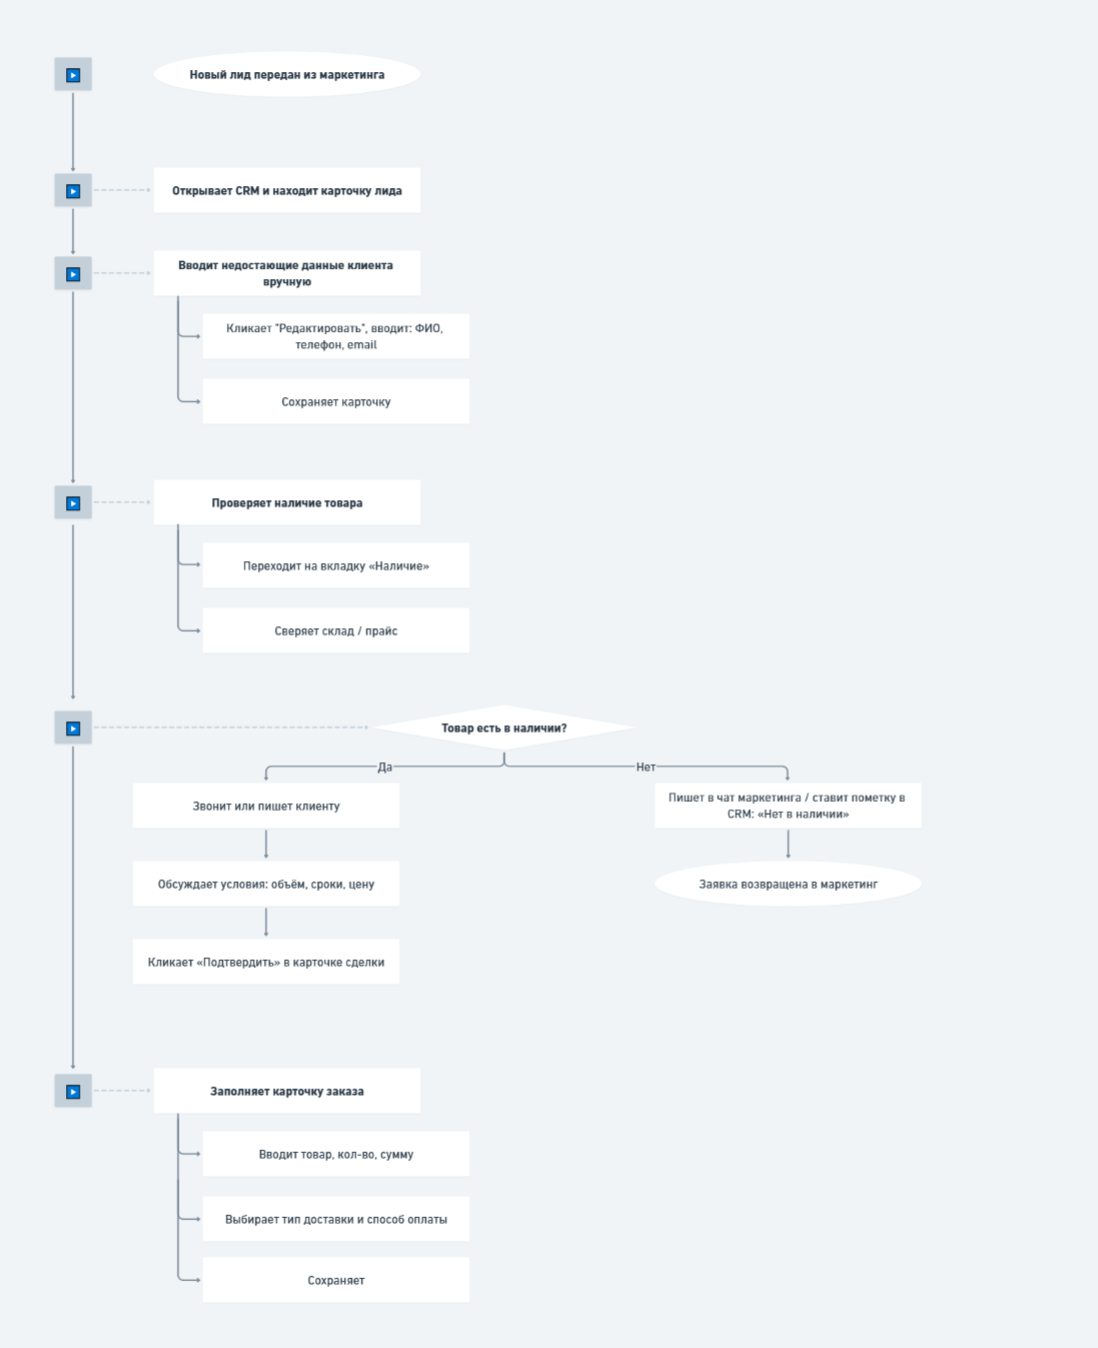 Новый лид передан из маркетинга
Открывает CRM и находит карточку лида
Вводит недостающие данные клиента
вручную
Кликает "Редактировать", вводит: ФИО,
телефон, email
Сохраняет карточку
Проверяет наличие товара
Переходит на вкладку «Наличие»
Сверяет склад / прайс
Товар есть в наличии?
Да
Нет
Звонит или пишет клиенту
Пишет в чат маркетинга / ставит пометку в
CRM: «Нет в наличии»
Обсуждает условия: объём, сроки, цену
Заявка возвращена в маркетинг
Кликает «Подтвердить» в карточке сделки
Заполняет карточку заказа
Вводит товар, кол-во, сумму
Выбирает тип доставки и способ оплаты
Сохраняет